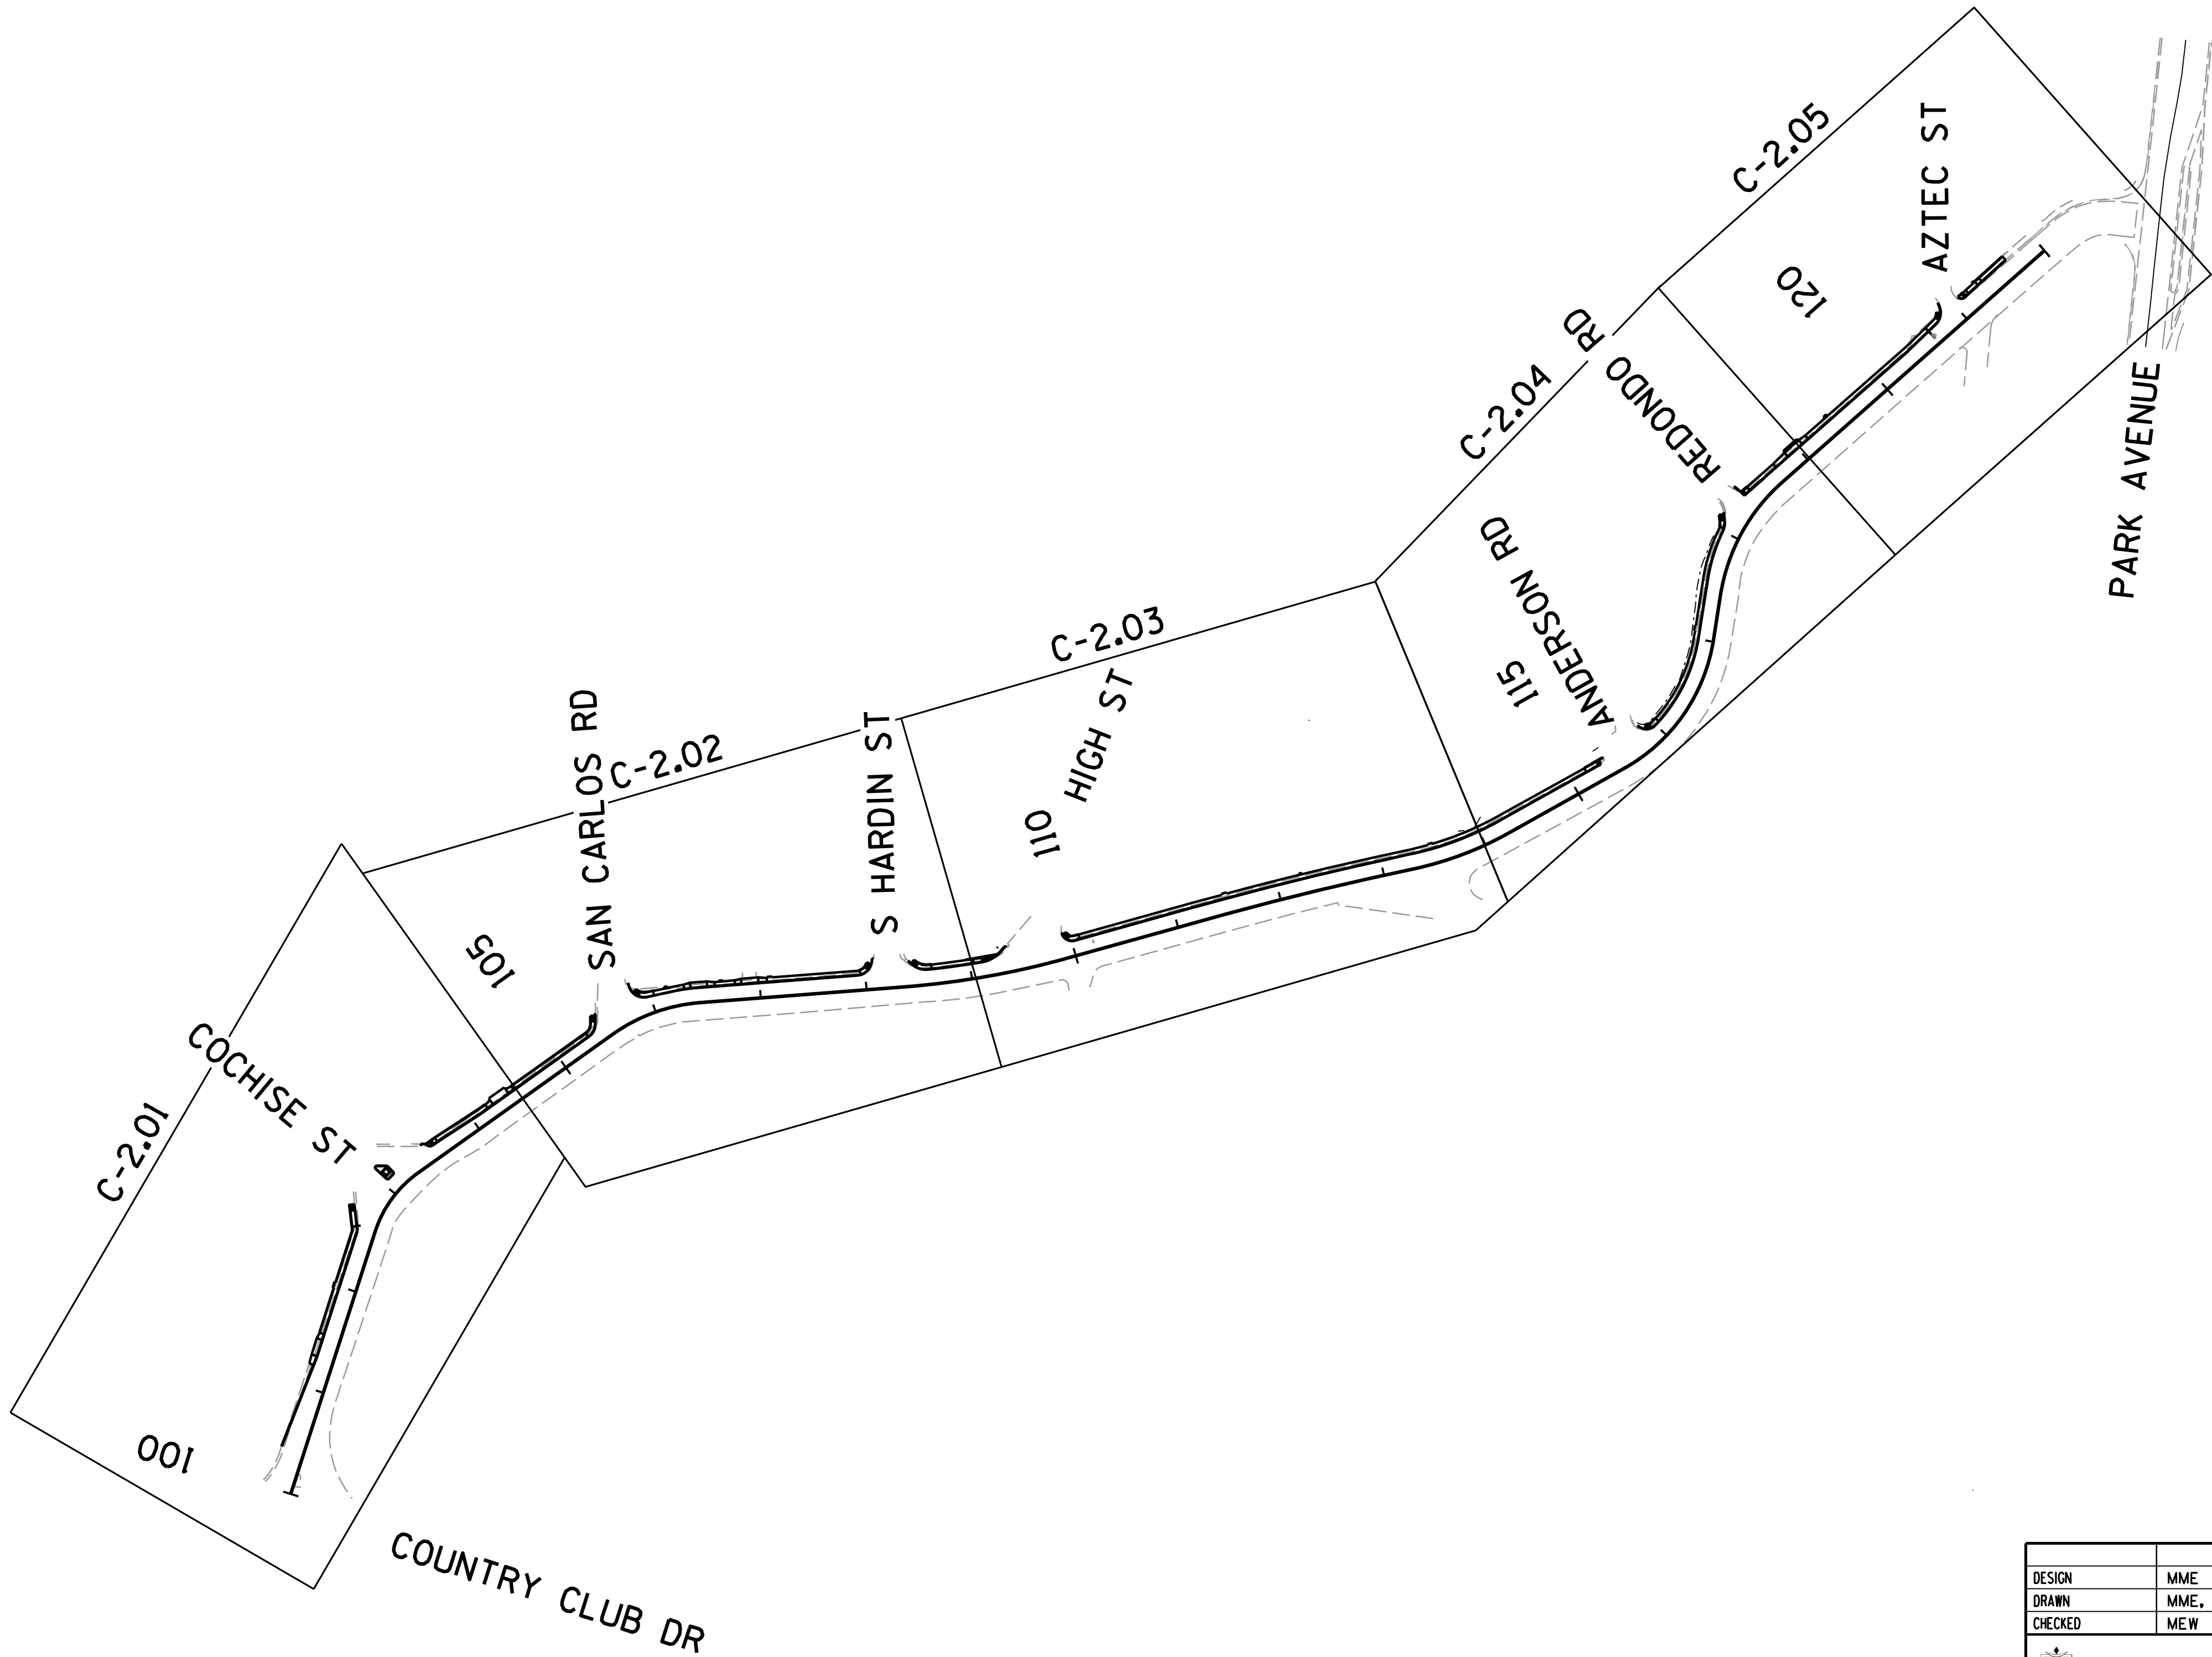 C-2.05
AZTEC ST
120
REDONDO RD
C-2.04
PARK AVENUE
ANDERSON RD
115
C-2.03
HIGH ST
110
S HARDIN ST
SAN CARLOS RD
C-2.02
105
COCHISE ST
C-2.01
100
COUNTRY CLUB DR
DESIGN MME
DRAWN MME,
CHECKED MEW